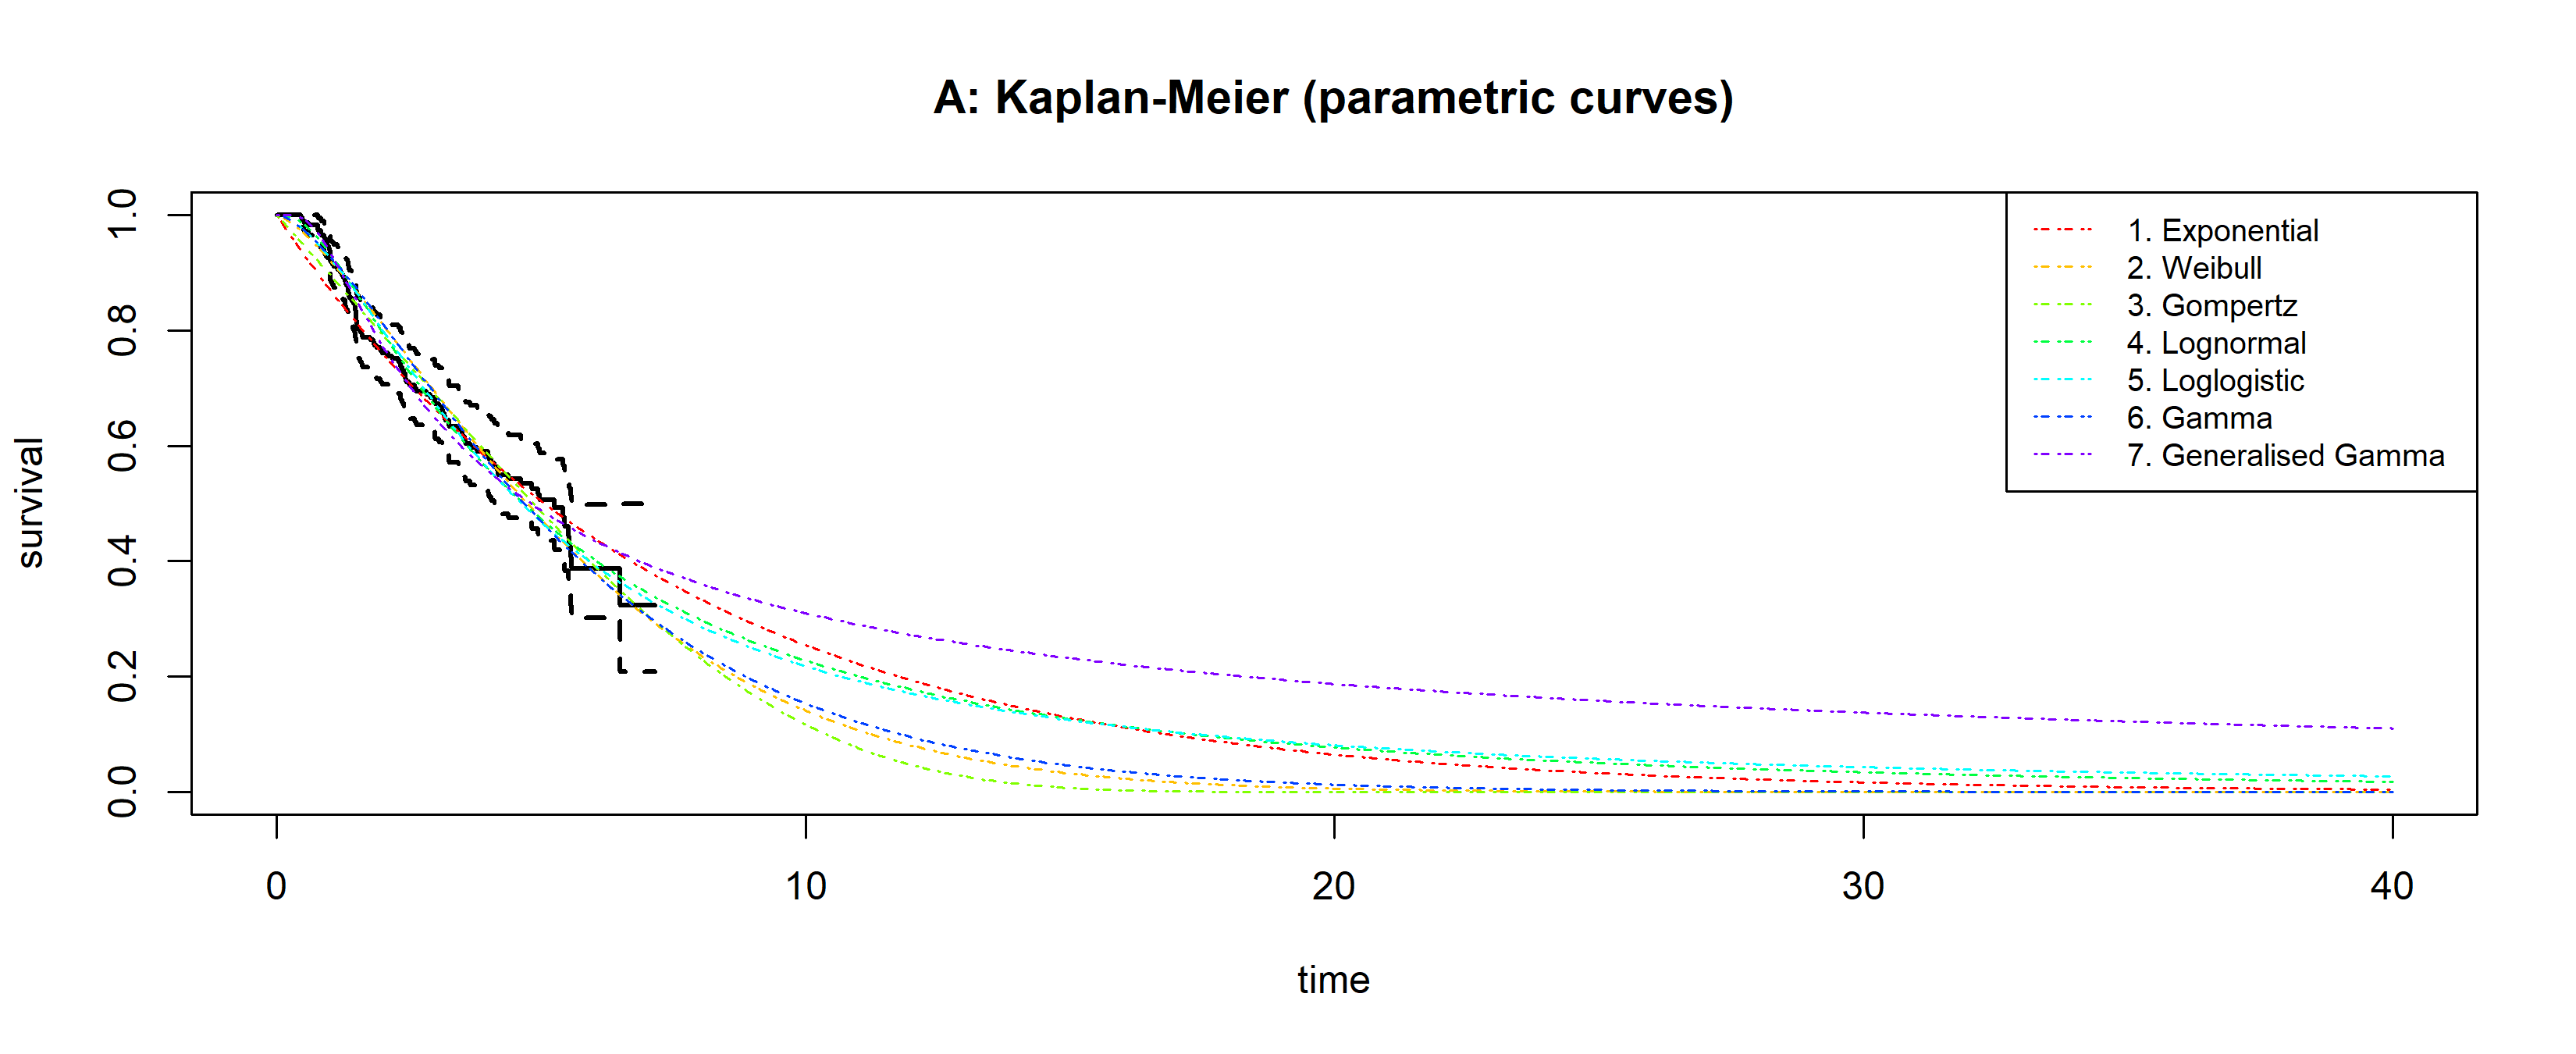 A: Kaplan-Meier (parametric curves)
survival
1.0
0.8
0.6
0.4
0.2
0.0
1. Exponential
2. Weibull
3. Gompertz
4. Lognormal
5. Loglogistic
6. Gamma
7. Generalised Gamma
0 10 20 30 40
time